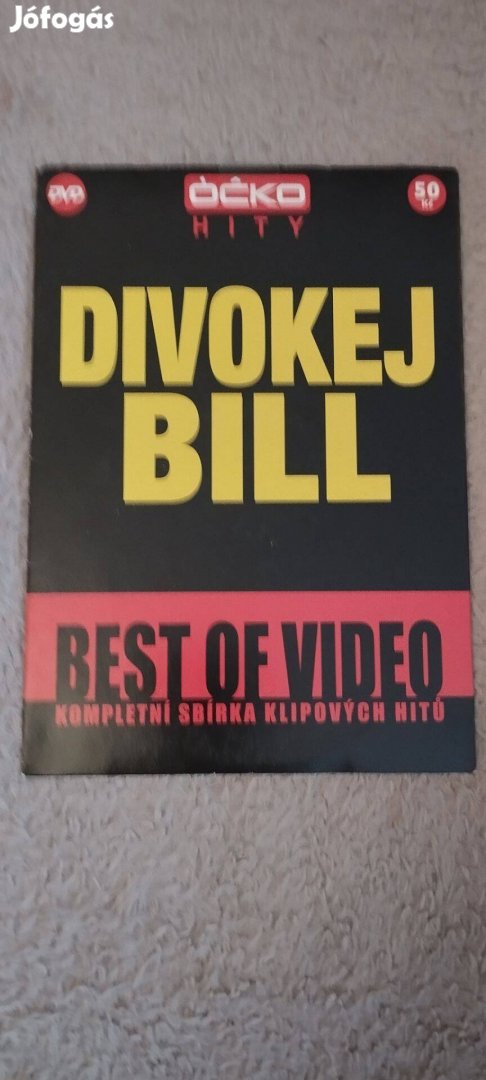 Jófogás
DVD
ÓČKO
HITY
50
Kč
DIVOKEJ
BILL
BEST OF VIDEO
KOMPLETNÍ SBÍRKA KLIPOVÝCH HITŮ